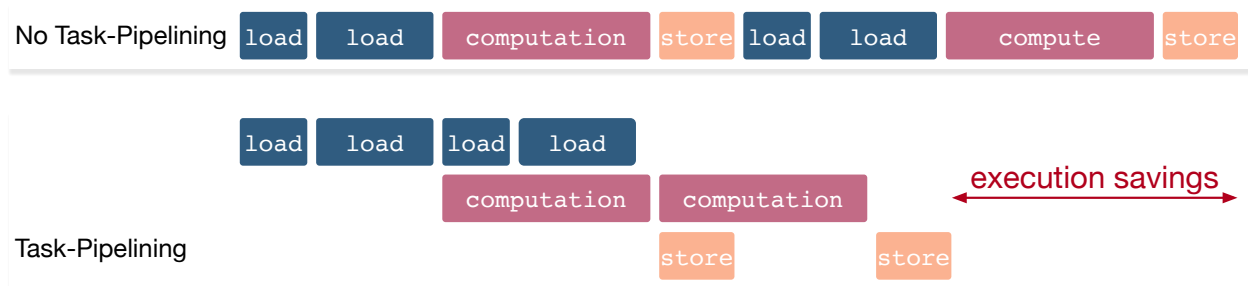 No Task-Pipelining load load computation store load load compute store
load load load load
computation computation execution savings
Task-Pipelining store store